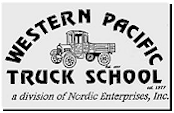 WESTERN PACIFIC
TRUCK SCHOOL
est. 1977
a division of Nordic Enterprises, Inc.